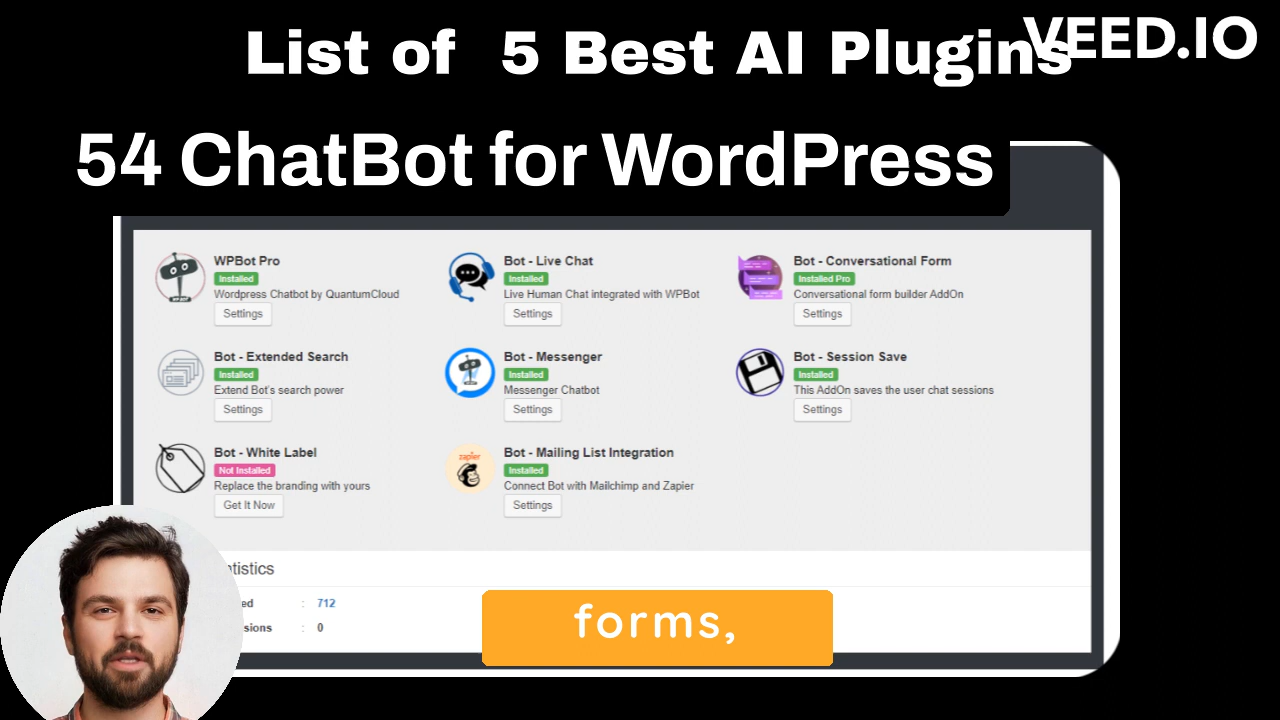 List of 5 Best AI Plugins
VEED.IO
54 ChatBot for WordPress
WPBot Pro
Installed
Wordpress Chatbot by QuantumCloud
Settings
Bot - Live Chat
Installed
Live Human Chat integrated with WPBot
Settings
Bot - Conversational Form
Installed Pro
Conversational form builder AddOn
Settings
Bot - Extended Search
Installed
Extend Bot's search power
Settings
Bot - Messenger
Installed
Messenger Chatbot
Settings
Bot - Session Save
Installed
This AddOn saves the user chat sessions
Settings
Bot - White Label
Not Installed
Replace the branding with yours
Get It Now
zapier
Bot - Mailing List Integration
Installed
Connect Bot with Mailchimp and Zapier
Settings
atistics
ed : 712
sions : 0
forms,